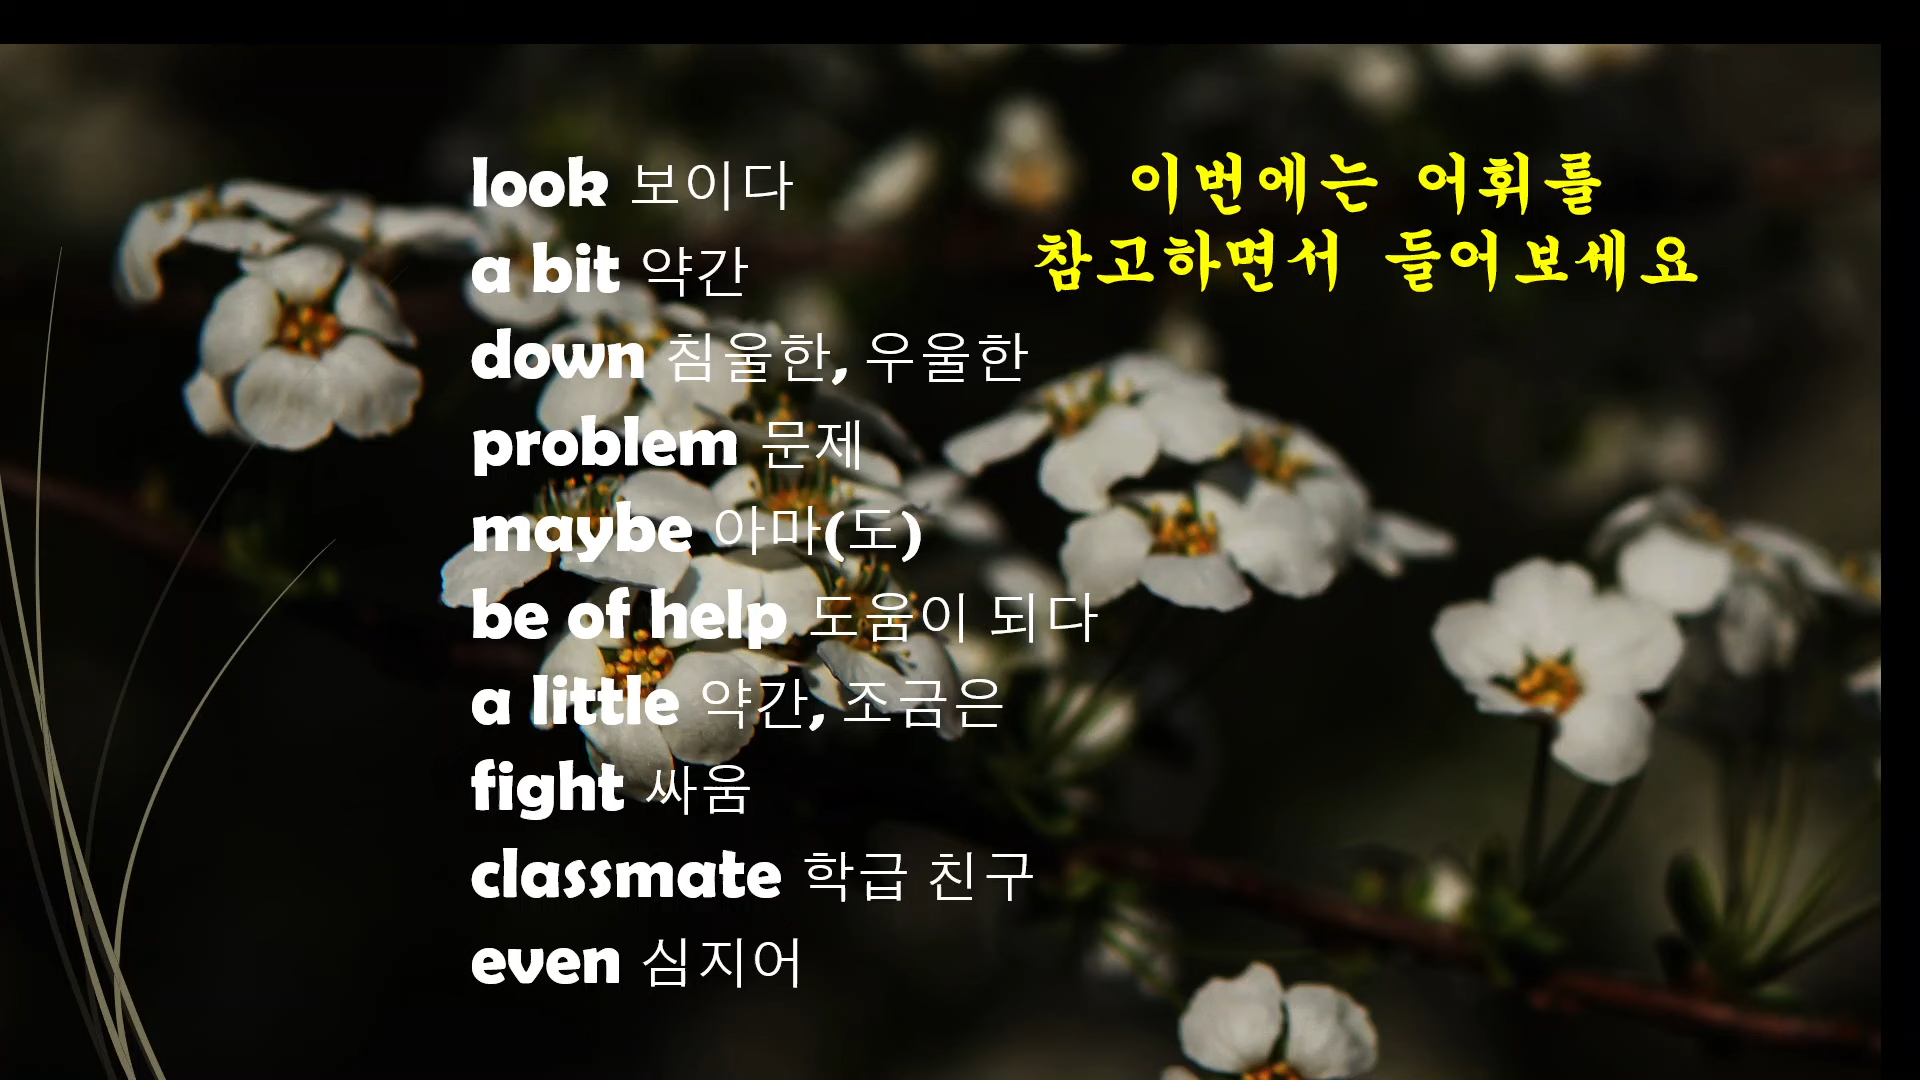 look 보이다
a bit 약간
down 침울한, 우울한
problem 문제
maybe 아마(도)
be of help 도움이 되다
a little 약간, 조금은
fight 싸움
classmate 학급 친구
even 심지어
이번에는 어휘를
참고하면서 들어보세요